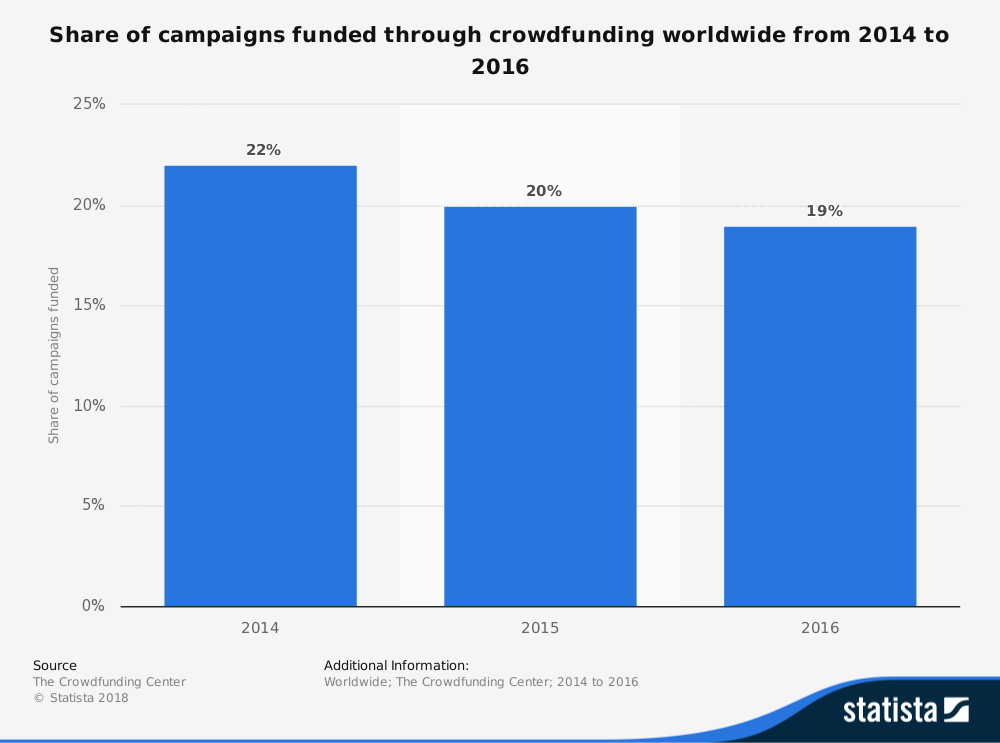 Share of campaigns funded through crowdfunding worldwide from 2014 to
2016
25%
20%
15%
10%
5%
0%
Share of campaigns funded
22%
20%
19%
2014
2015
2016
Source
The Crowdfunding Center
© Statista 2018
Additional Information:
Worldwide; The Crowdfunding Center; 2014 to 2016
statista